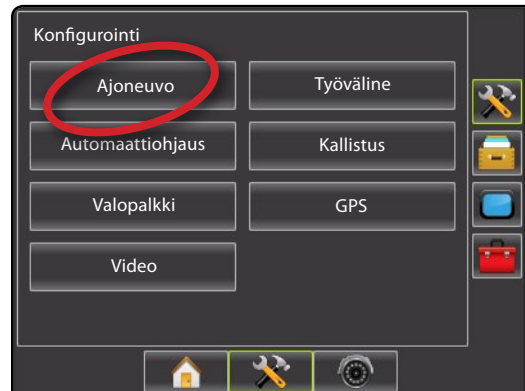 Konfigurointi
Ajoneuvo
Työväline
Automaattiohjaus
Kallistus
Valopalkki
GPS
Video